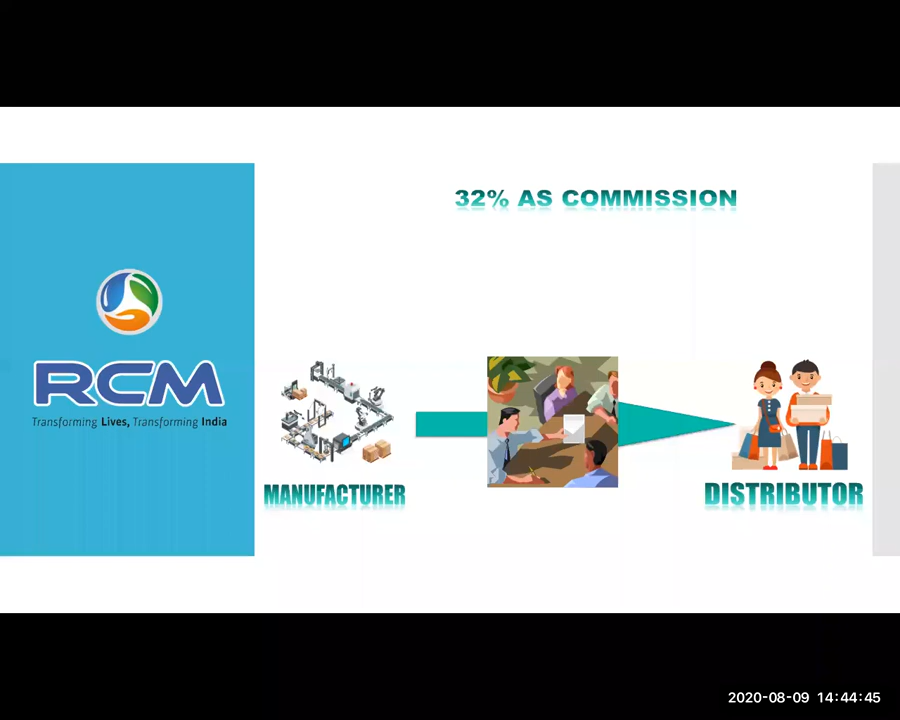 32% AS COMMISSION
RCM
Transforming Lives, Transforming India
MANUFACTURER
DISTRIBUTOR
2020-08-09 14:44:45